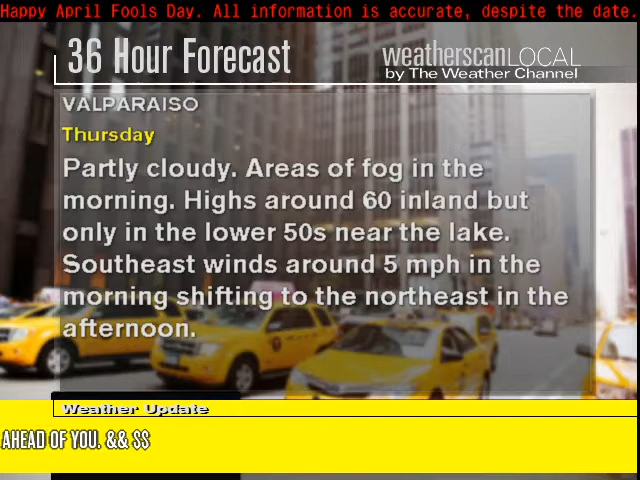 Happy April Fools Day. All information is accurate, despite the date.
36 Hour Forecast
weatherscanLOCAL
by The Weather Channel
VALPARAISO
Thursday
Partly cloudy. Areas of fog in the
morning. Highs around 60 inland but
only in the lower 50s near the lake.
Southeast winds around 5 mph in the
morning shifting to the northeast in the
afternoon.
Weather Update
AHEAD OF YOU. && $$